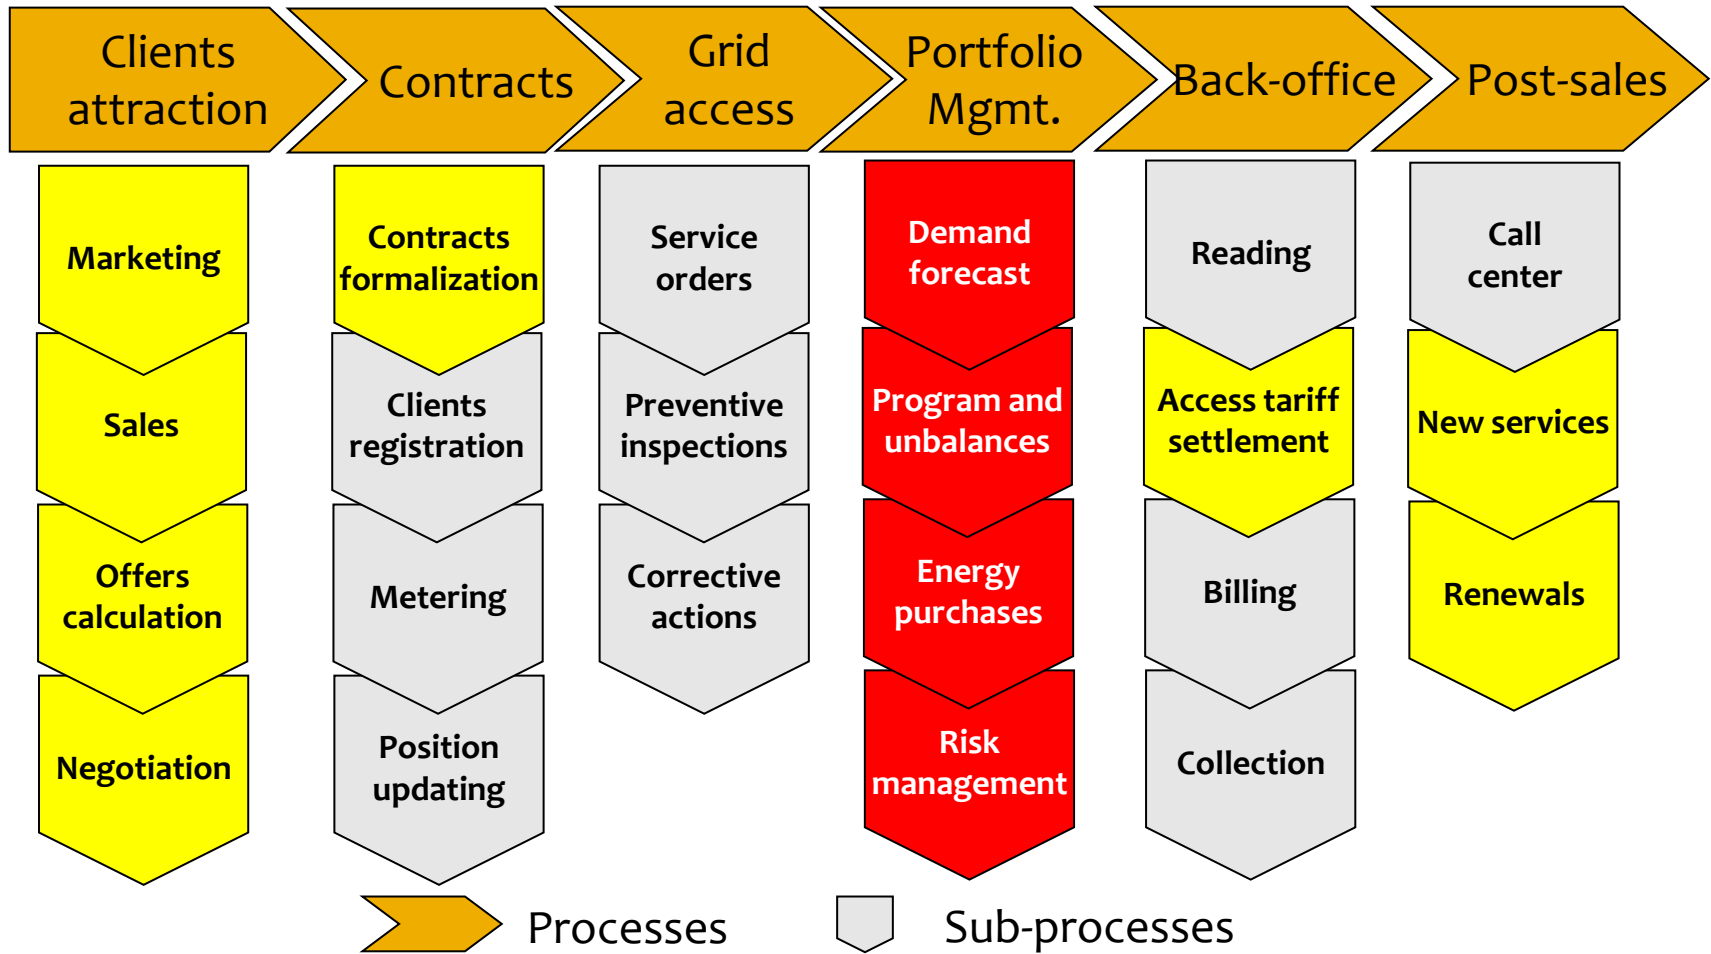 Clients
attraction
Contracts
Grid
access
Portfolio
Mgmt.
Back-office
Post-sales
Marketing
Sales
Offers
calculation
Negotiation
Contracts
formalization
Clients
registration
Metering
Position
updating
Service
orders
Preventive
inspections
Corrective
actions
Demand
forecast
Program and
unbalances
Energy
purchases
Risk
management
Reading
Access tariff
settlement
Billing
Collection
Call
center
New services
Renewals
Processes
Sub-processes